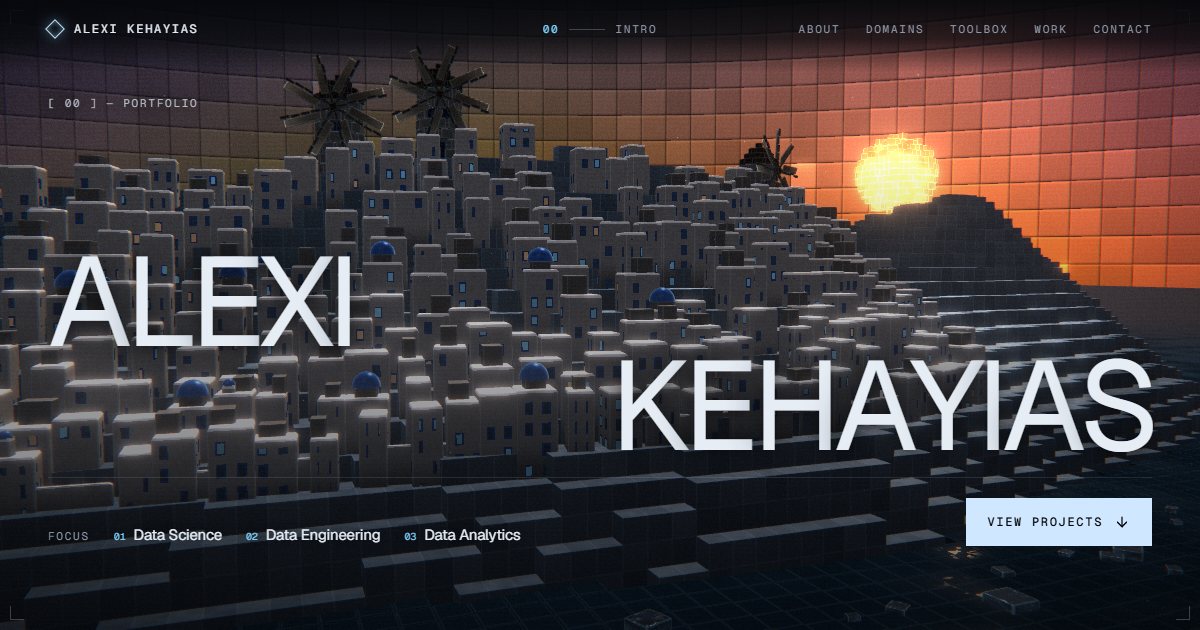 ALEXI KEHAYIAS
00 INTRO
ABOUT DOMAINS TOOLBOX WORK CONTACT
[ 00 ] — PORTFOLIO
ALEXI
KEHAYIAS
FOCUS 01 Data Science 02 Data Engineering 03 Data Analytics
VIEW PROJECTS ↓